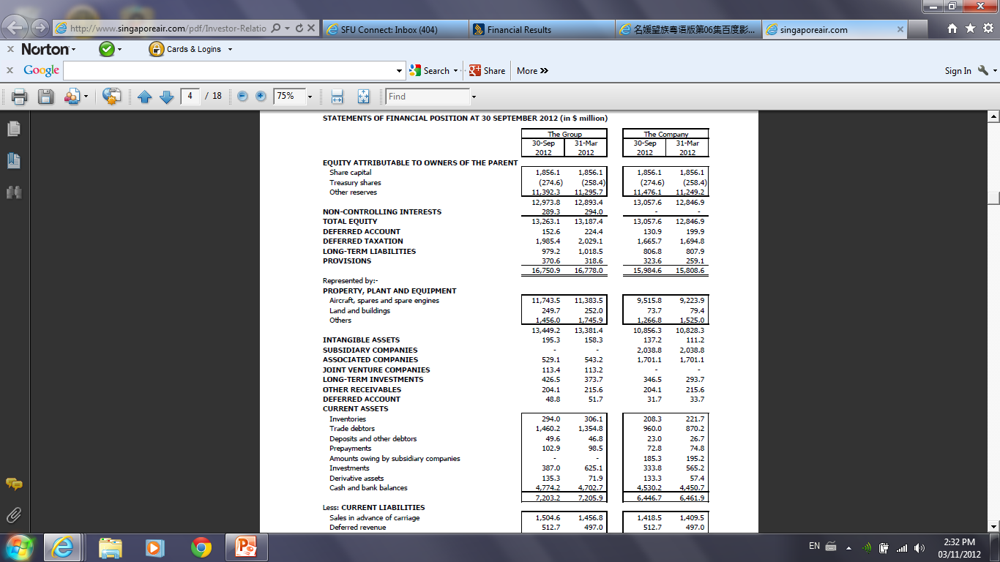 http://www.singaporeair.com/pdf/Investor-Relatio
SFU Connect: Inbox (404)
Financial Results
名媛望族粤语版第06集百度影...
singaporeair.com
Norton
Cards & Logins
Google
Search
Share
More »
Sign In
4 / 18
75%
Find
STATEMENTS OF FINANCIAL POSITION AT 30 SEPTEMBER 2012 (in $ million)
The Group The Company
30-Sep 31-Mar 30-Sep 31-Mar
2012 2012 2012 2012
EQUITY ATTRIBUTABLE TO OWNERS OF THE PARENT
Share capital 1,856.1 1,856.1 1,856.1 1,856.1
Treasury shares (274.6) (258.4) (274.6) (258.4)
Other reserves 11,392.3 11,295.7 11,476.1 11,249.2
12,973.8 12,893.4 13,057.6 12,846.9
NON-CONTROLLING INTERESTS 289.3 294.0 - -
TOTAL EQUITY 13,263.1 13,187.4 13,057.6 12,846.9
DEFERRED ACCOUNT 152.6 224.4 130.9 199.9
DEFERRED TAXATION 1,985.4 2,029.1 1,665.7 1,694.8
LONG-TERM LIABILITIES 979.2 1,018.5 806.8 807.9
PROVISIONS 370.6 318.6 323.6 259.1
16,750.9 16,778.0 15,984.6 15,808.6
Represented by:-
PROPERTY, PLANT AND EQUIPMENT
Aircraft, spares and spare engines 11,743.5 11,383.5 9,515.8 9,223.9
Land and buildings 249.7 252.0 73.7 79.4
Others 1,456.0 1,745.9 1,266.8 1,525.0
13,449.2 13,381.4 10,856.3 10,828.3
INTANGIBLE ASSETS 195.3 158.3 137.2 111.2
SUBSIDIARY COMPANIES - - 2,038.8 2,038.8
ASSOCIATED COMPANIES 529.1 543.2 1,701.1 1,701.1
JOINT VENTURE COMPANIES 113.4 113.2 - -
LONG-TERM INVESTMENTS 426.5 373.7 346.5 293.7
OTHER RECEIVABLES 204.1 215.6 204.1 215.6
DEFERRED ACCOUNT 48.8 51.7 31.7 33.7
CURRENT ASSETS
Inventories 294.0 306.1 208.3 221.7
Trade debtors 1,460.2 1,354.8 960.0 870.2
Deposits and other debtors 49.6 46.8 23.0 26.7
Prepayments 102.9 98.5 72.8 74.8
Amounts owing by subsidiary companies - - 185.3 195.2
Investments 387.0 625.1 333.8 565.2
Derivative assets 135.3 71.9 133.3 57.4
Cash and bank balances 4,774.2 4,702.7 4,530.2 4,450.7
7,203.2 7,205.9 6,446.7 6,461.9
Less: CURRENT LIABILITIES
Sales in advance of carriage 1,504.6 1,456.8 1,418.5 1,409.5
Deferred revenue 512.7 497.0 512.7 497.0
EN
2:32 PM
03/11/2012